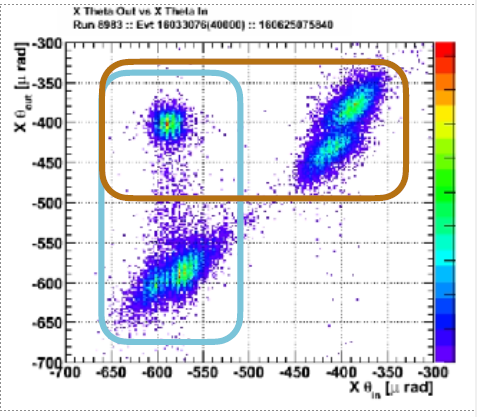 X Theta Out vs X Theta In
Run 8983 :: Evt 16033076(40000) :: 160625075840
X θout [μ rad]
-300
-350
-400
-450
-500
-550
-600
-650
-700
-700 -650 -600 -550 -500 -450 -400 -350 -300
X θin [μ rad]